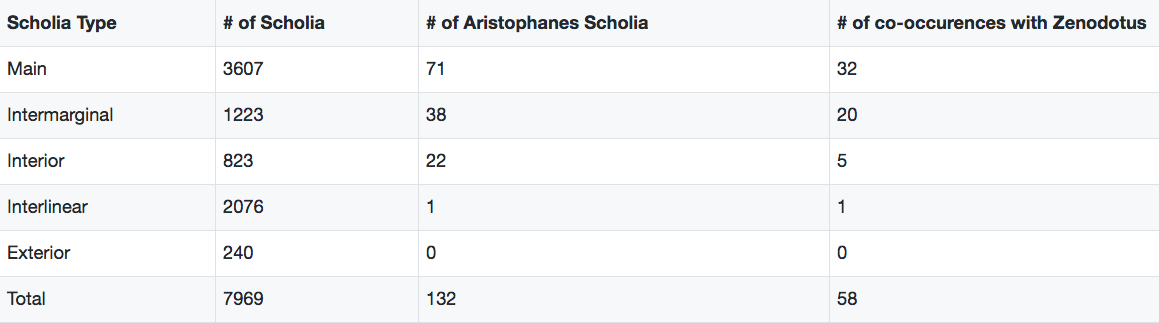 Scholia Type # of Scholia # of Aristophanes Scholia # of co-occurences with Zenodotus
Main 3607 71 32
Intermarginal 1223 38 20
Interior 823 22 5
Interlinear 2076 1 1
Exterior 240 0 0
Total 7969 132 58